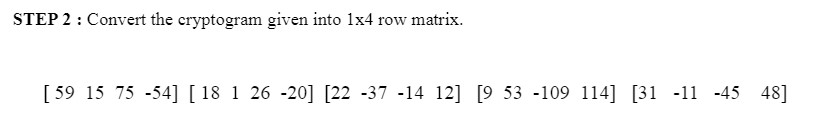 STEP 2 : Convert the cryptogram given into 1x4 row matrix.
[ 59 15 75 -54] [ 18 1 26 -20] [22 -37 -14 12] [9 53 -109 114] [31 -11 -45 48]